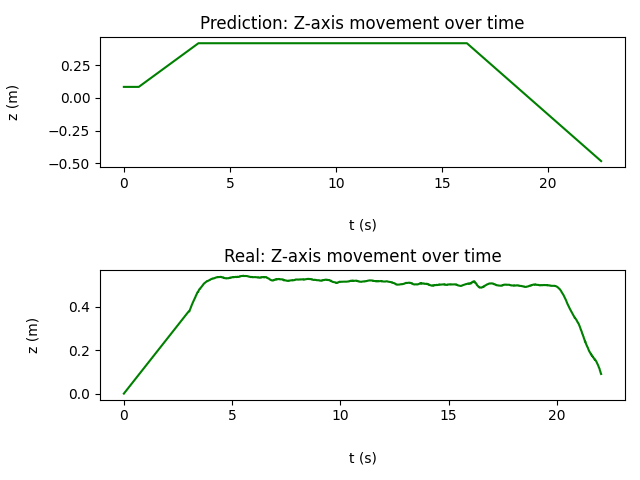 Prediction: Z-axis movement over time
z (m)
0.25
0.00
−0.25
−0.50
0 5 10 15 20
t (s)
Real: Z-axis movement over time
z (m)
0.4
0.2
0.0
0 5 10 15 20
t (s)